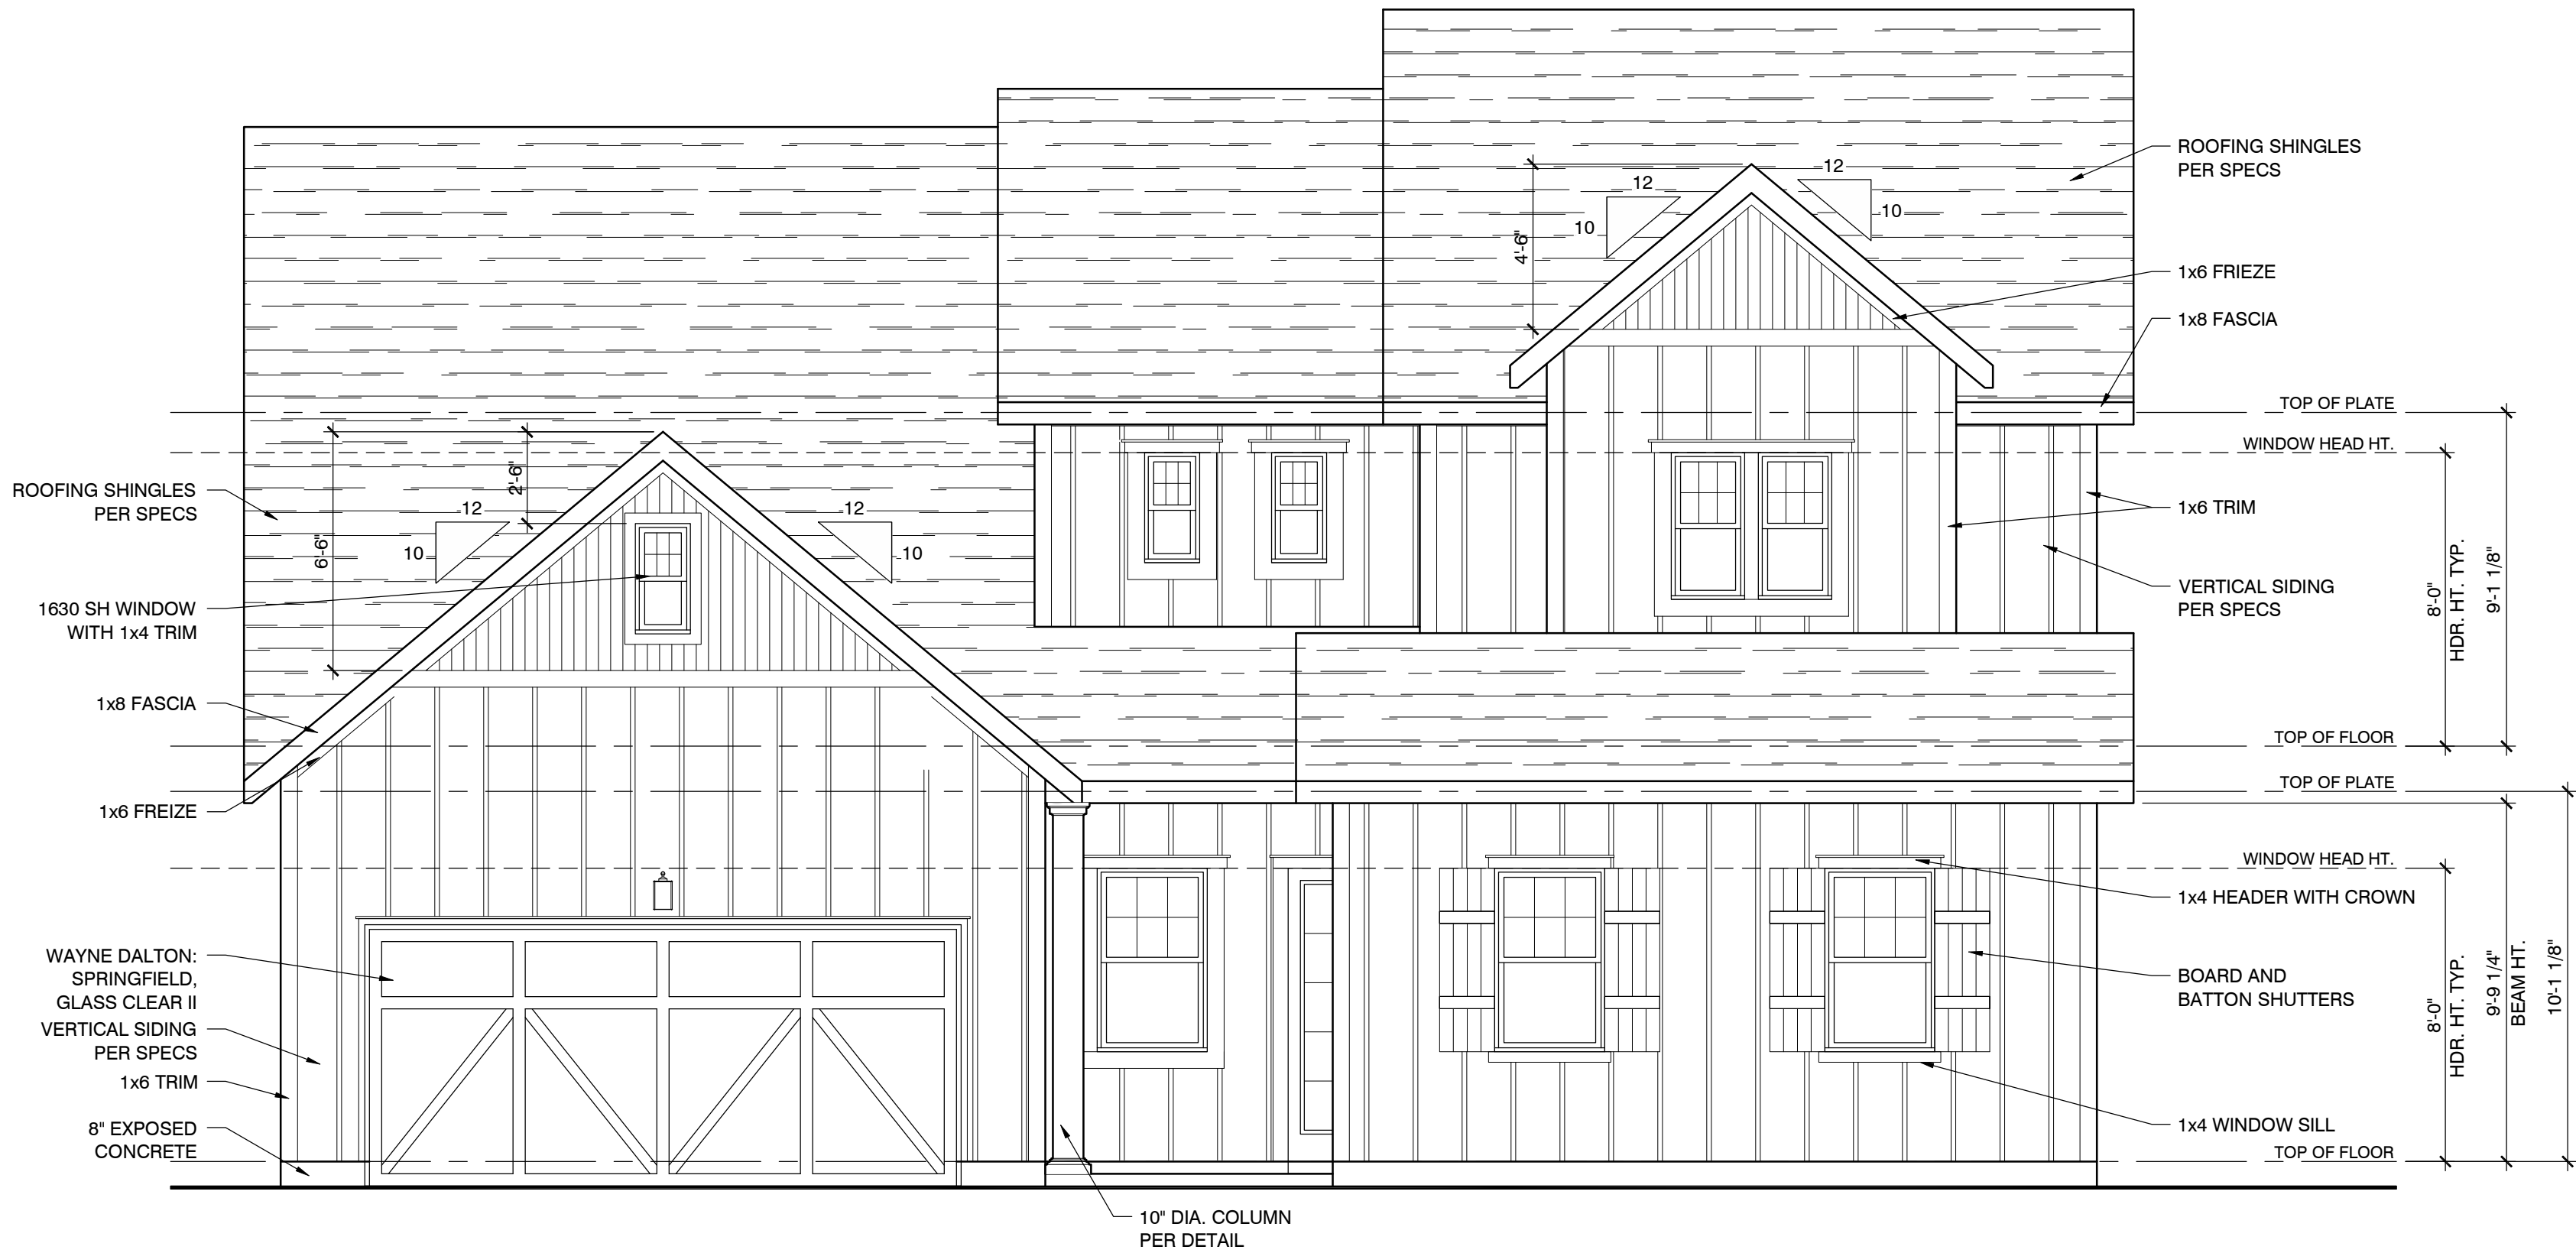 ROOFING SHINGLES
PER SPECS
12
12
10
10
4'-6"
1x6 FRIEZE
1x8 FASCIA
TOP OF PLATE
WINDOW HEAD HT.
ROOFING SHINGLES
PER SPECS
2'-6"
6'-6"
12
12
10
10
1x6 TRIM
8'-0"
HDR. HT. TYP.
9'-1 1/8"
VERTICAL SIDING
PER SPECS
1630 SH WINDOW
WITH 1x4 TRIM
1x8 FASCIA
TOP OF FLOOR
TOP OF PLATE
1x6 FREIZE
WINDOW HEAD HT.
1x4 HEADER WITH CROWN
WAYNE DALTON:
SPRINGFIELD,
GLASS CLEAR II
BOARD AND
BATTON SHUTTERS
8'-0"
HDR. HT. TYP.
9'-9 1/4"
BEAM HT.
10'-1 1/8"
VERTICAL SIDING
PER SPECS
1x6 TRIM
8" EXPOSED
CONCRETE
1x4 WINDOW SILL
TOP OF FLOOR
10" DIA. COLUMN
PER DETAIL